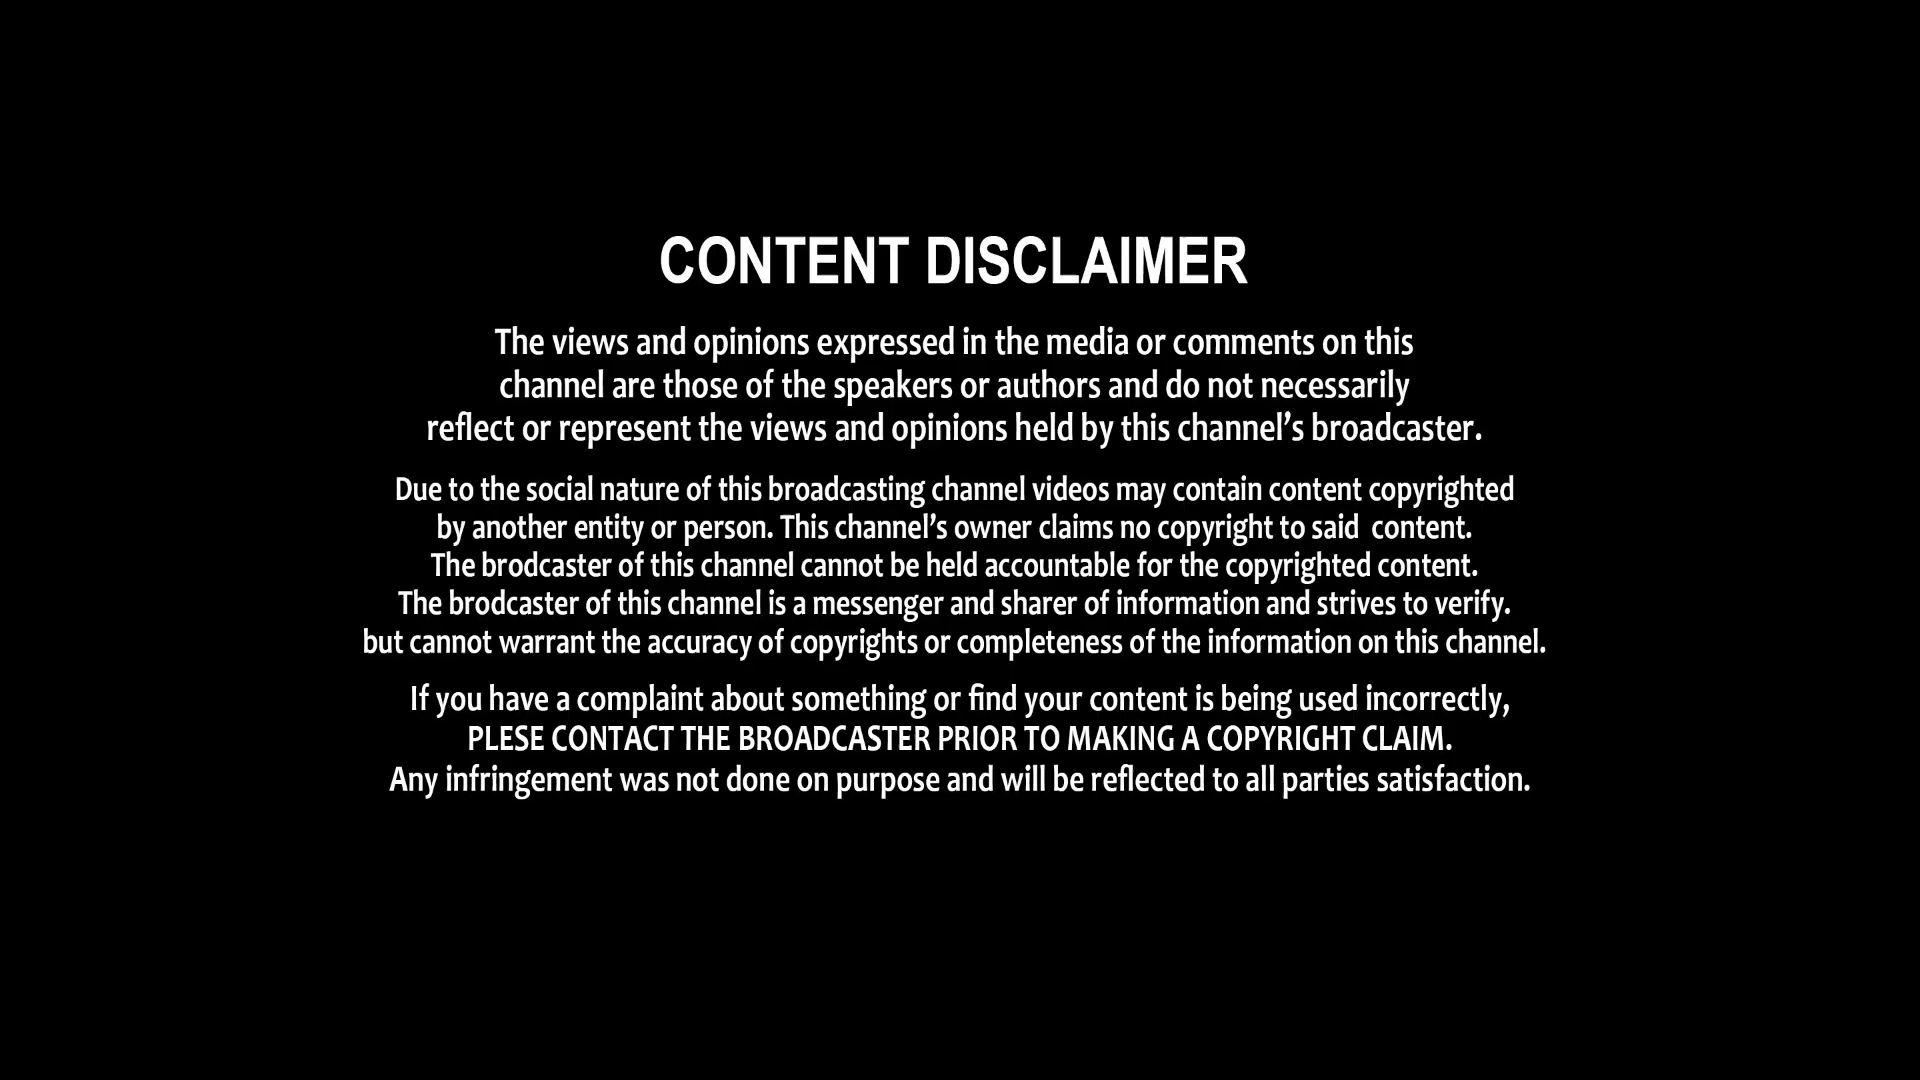 CONTENT DISCLAIMER
The views and opinions expressed in the media or comments on this
channel are those of the speakers or authors and do not necessarily
reflect or represent the views and opinions held by this channel’s broadcaster.
Due to the social nature of this broadcasting channel videos may contain content copyrighted
by another entity or person. This channel’s owner claims no copyright to said  content.
The brodcaster of this channel cannot be held accountable for the copyrighted content.
The brodcaster of this channel is a messenger and sharer of information and strives to verify.
but cannot warrant the accuracy of copyrights or completeness of the information on this channel.
If you have a complaint about something or find your content is being used incorrectly,
PLESE CONTACT THE BROADCASTER PRIOR TO MAKING A COPYRIGHT CLAIM.
Any infringement was not done on purpose and will be reflected to all parties satisfaction.